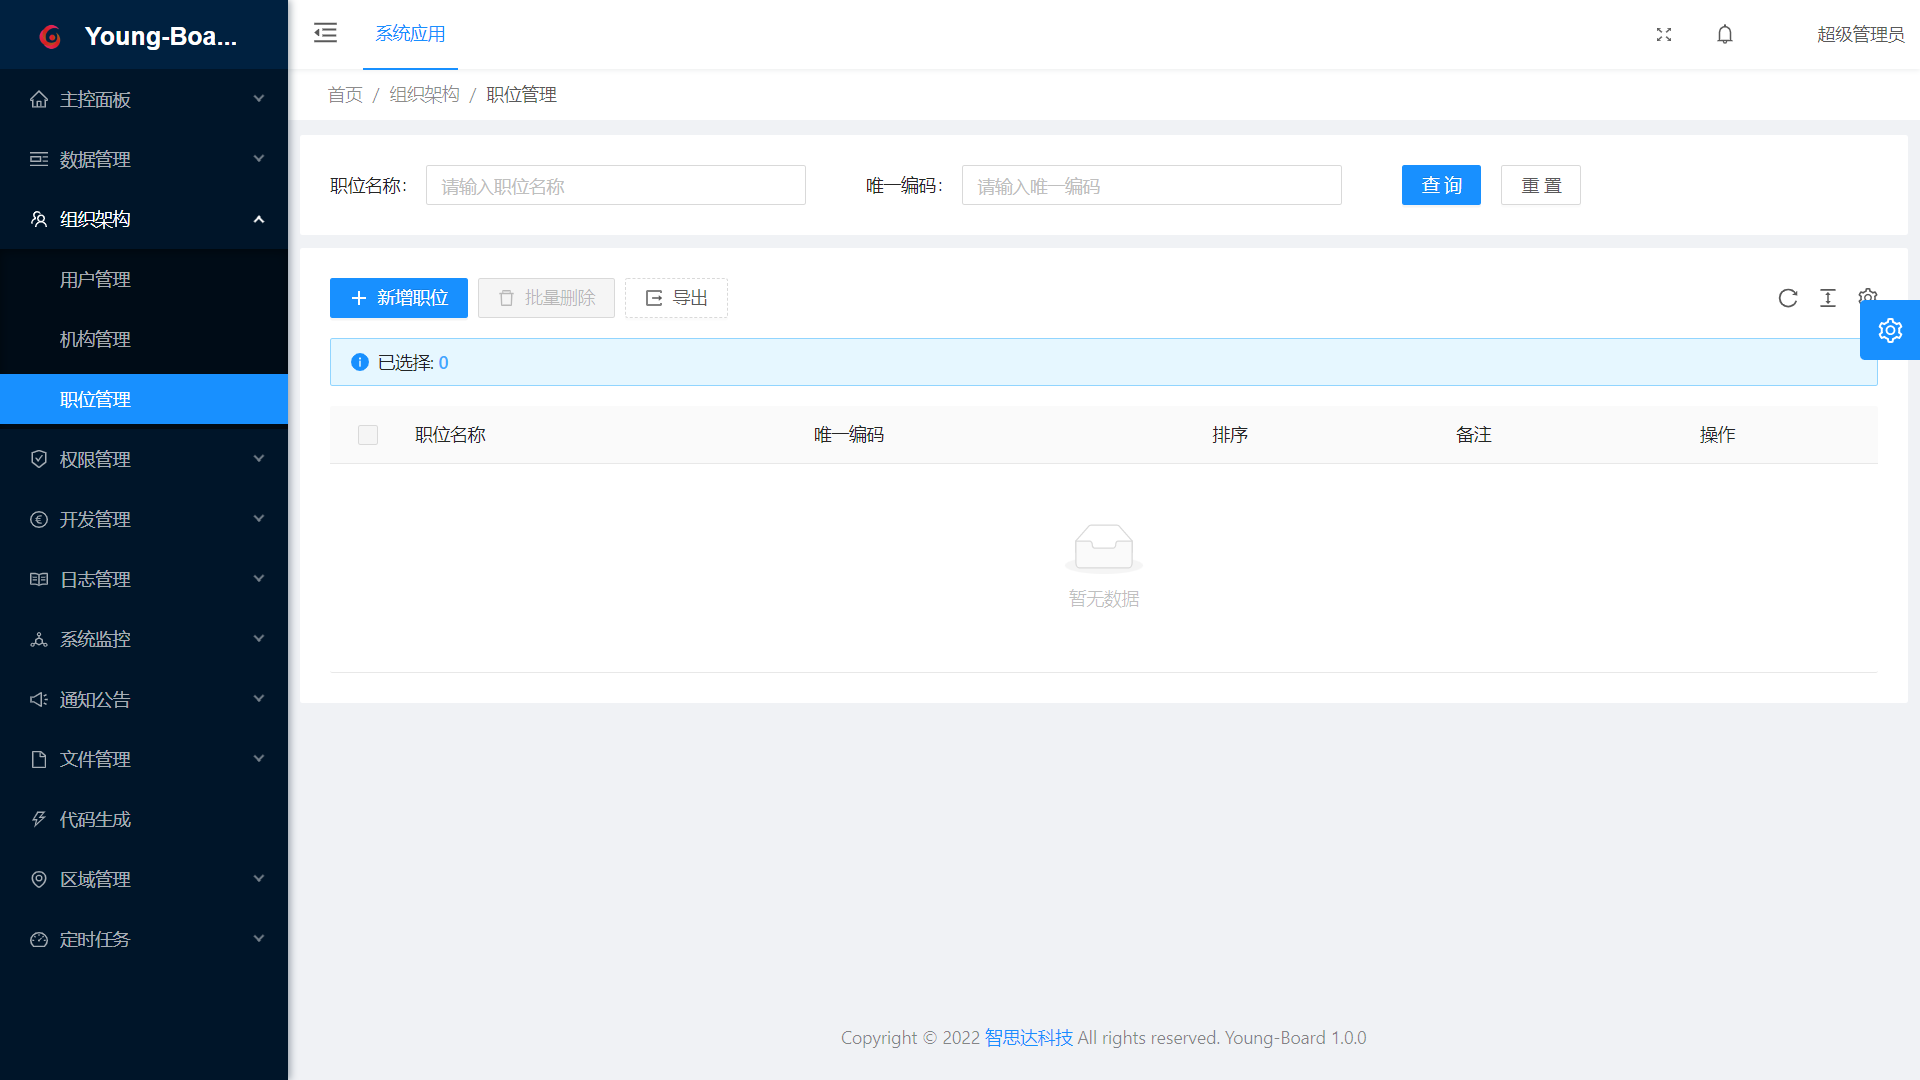 Young-Boa...
主控面板
数据管理
组织架构
用户管理
机构管理
职位管理
权限管理
开发管理
日志管理
系统监控
通知公告
文件管理
代码生成
区域管理
定时任务
系统应用
超级管理员
首页 / 组织架构 / 职位管理
职位名称: 请输入职位名称 唯一编码: 请输入唯一编码 查 询 重 置
新增职位 批量删除 导出
已选择: 0
职位名称 唯一编码 排序 备注 操作
暂无数据
Copyright © 2022 智思达科技 All rights reserved. Young-Board 1.0.0